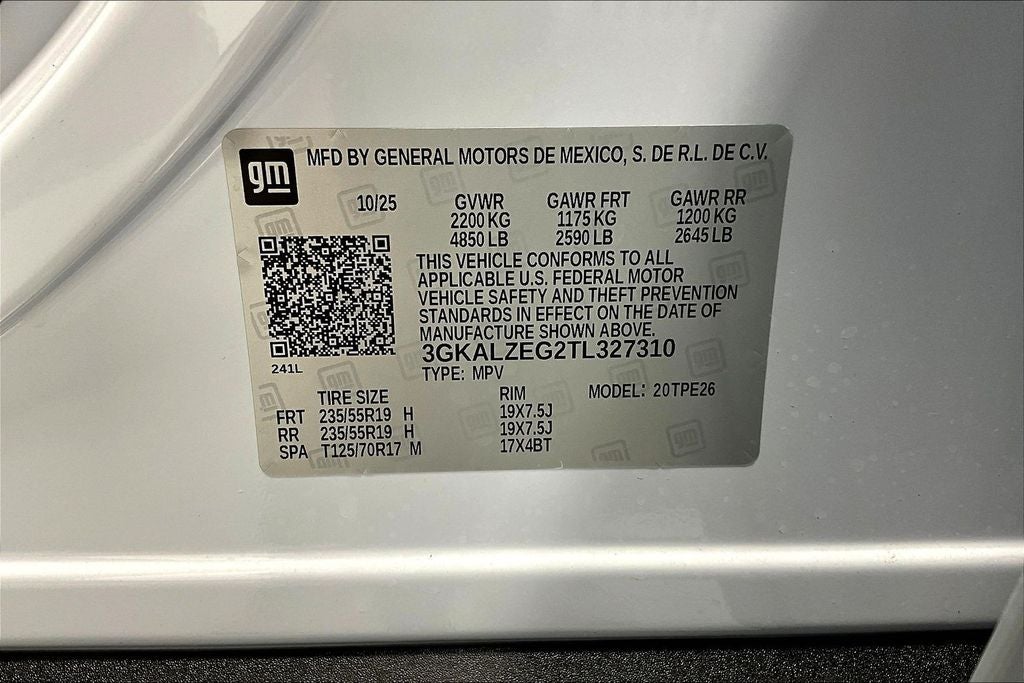 gm MFD BY GENERAL MOTORS DE MEXICO, S. DE R.L. DE C.V.
10/25 GVWR GAWR FRT GAWR RR
2200 KG 1175 KG 1200 KG
4850 LB 2590 LB 2645 LB
THIS VEHICLE CONFORMS TO ALL
APPLICABLE U.S. FEDERAL MOTOR
VEHICLE SAFETY AND THEFT PREVENTION
STANDARDS IN EFFECT ON THE DATE OF
MANUFACTURE SHOWN ABOVE.
3GKALZEG2TL327310
241L
TYPE: MPV
TIRE SIZE RIM MODEL: 20TPE26
FRT 235/55R19 H 19X7.5J
RR 235/55R19 H 19X7.5J
SPA T125/70R17 M 17X4BT